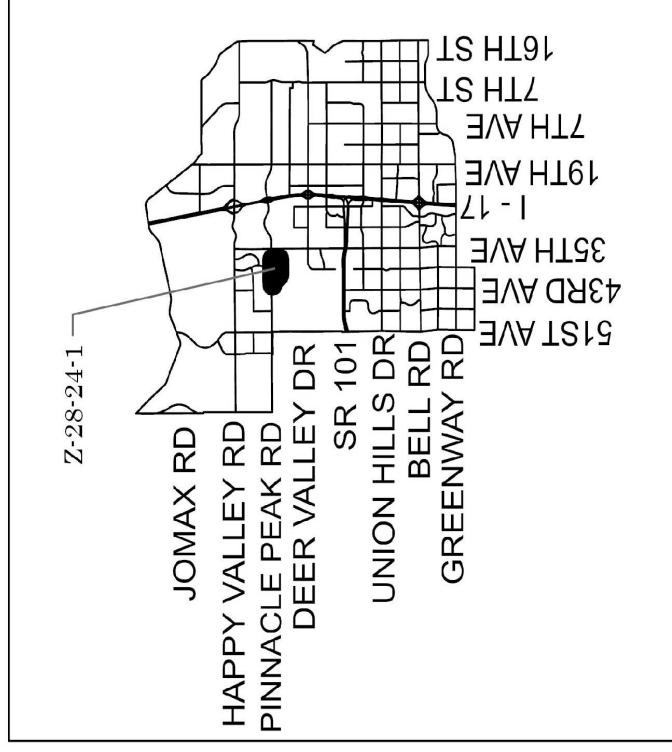 Z-28-24-1
JOMAX RD
HAPPY VALLEY RD
PINNACLE PEAK RD
DEER VALLEY DR
SR 101
UNION HILLS DR
BELL RD
GREENWAY RD
51ST AVE
43RD AVE
35TH AVE
I - 17
19TH AVE
7TH AVE
7TH ST
16TH ST